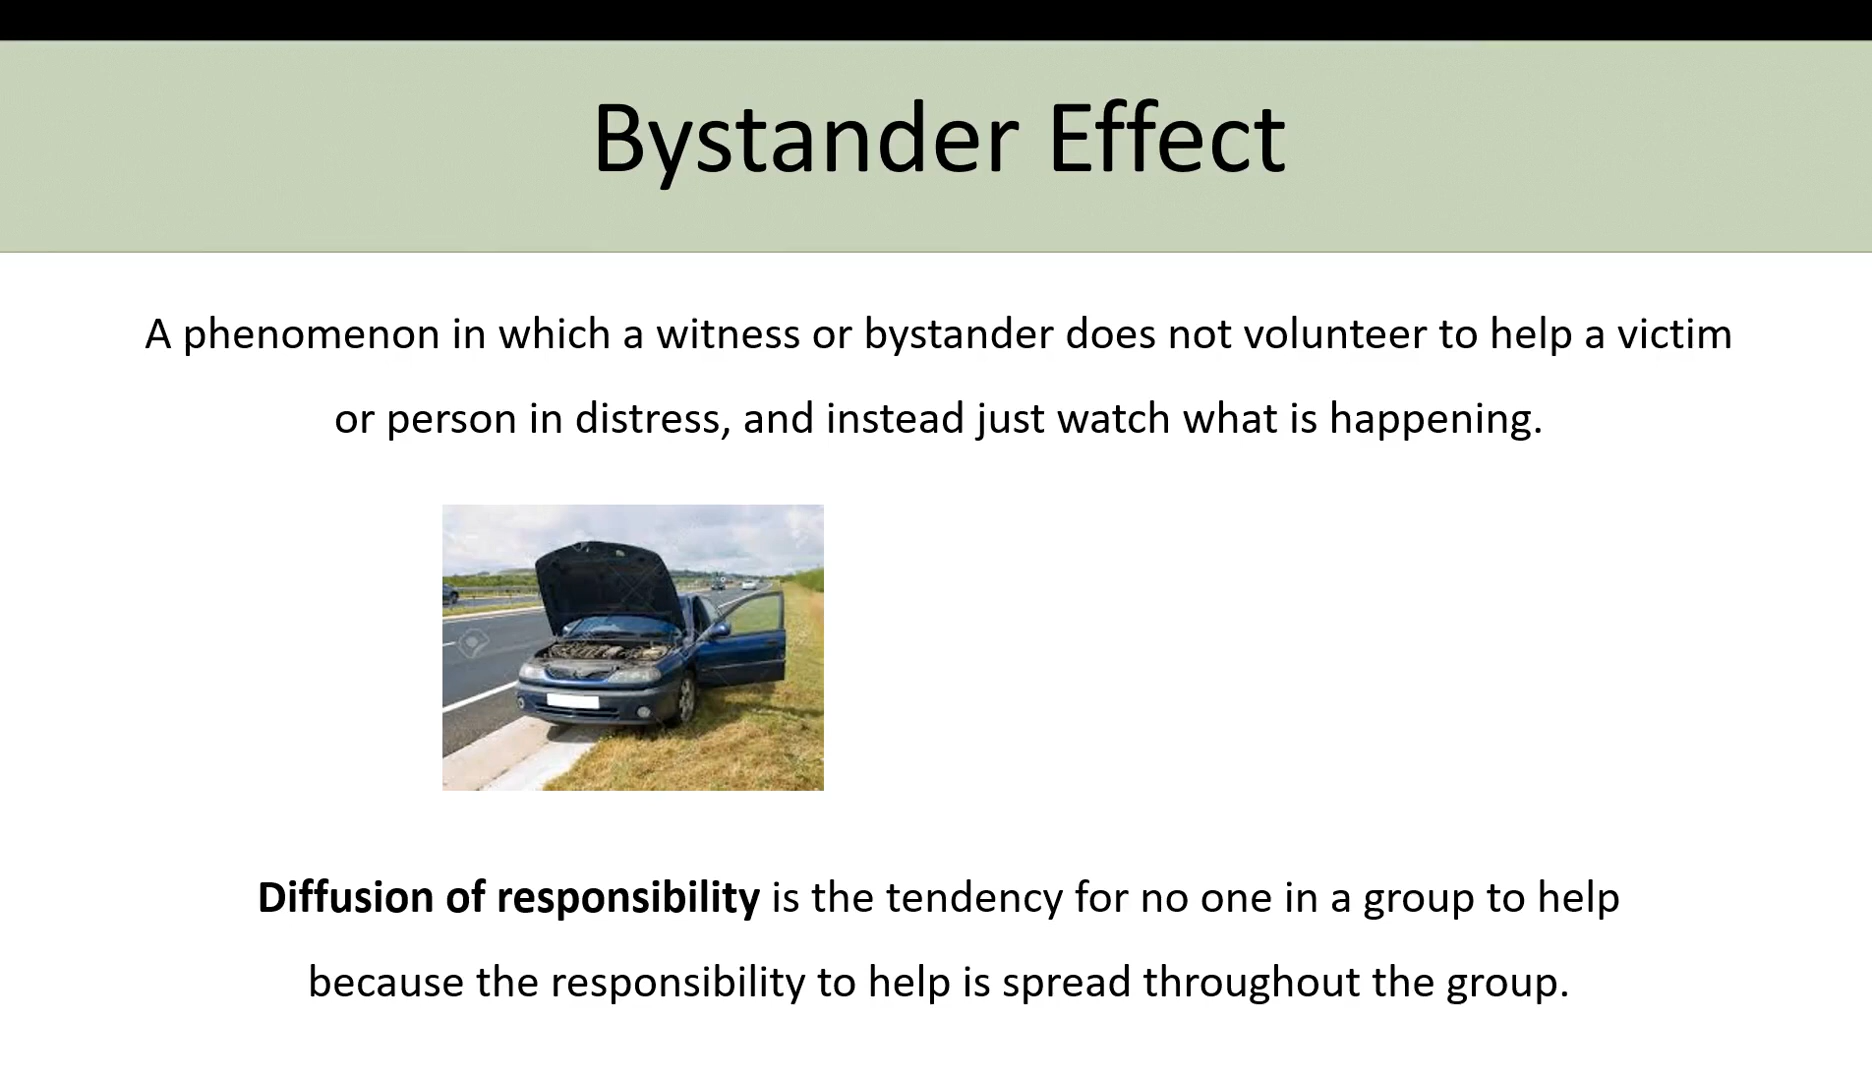 Bystander Effect
A phenomenon in which a witness or bystander does not volunteer to help a victim
or person in distress, and instead just watch what is happening.
Diffusion of responsibility is the tendency for no one in a group to help
because the responsibility to help is spread throughout the group.